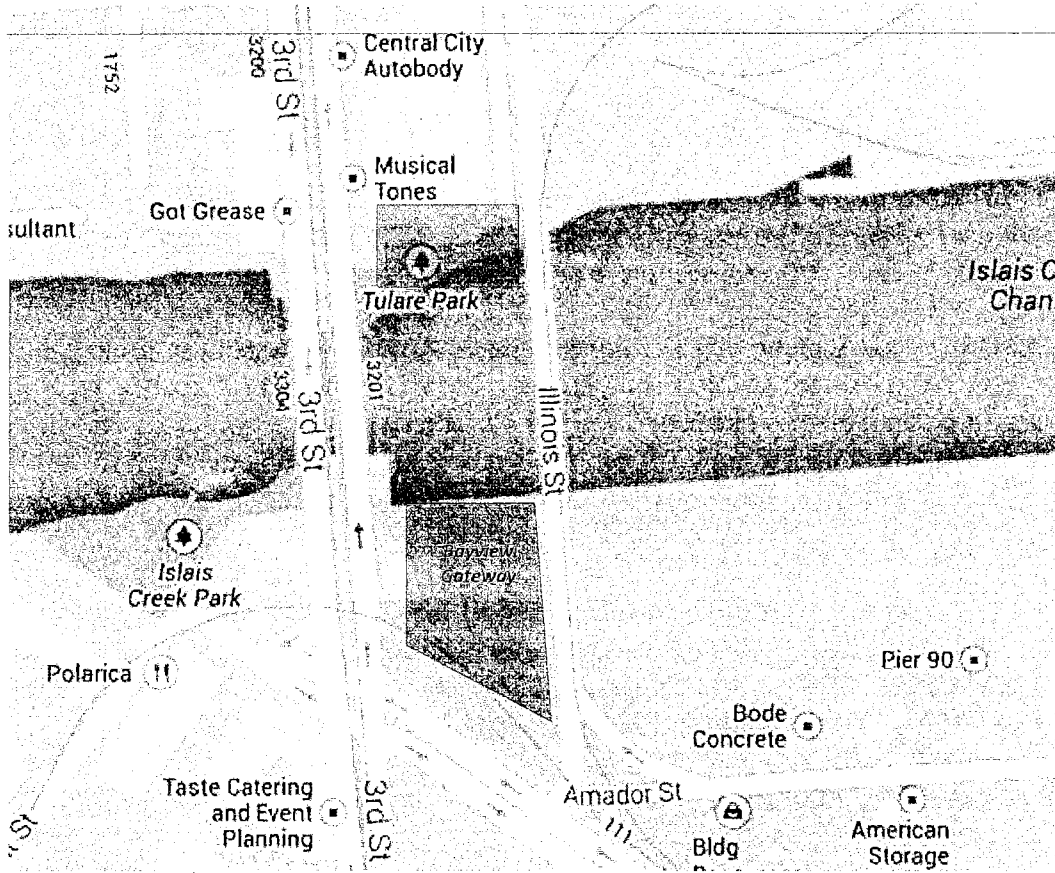 3rd St
3200
1752
Central City
Autobody
Musical
Tones
Got Grease
sultant
Tulare Park
Islais C
Chan
3304
3rd St
3201
Illinois St
Bayview
Gateway
Islais
Creek Park
Polarica
Pier 90
Bode
Concrete
Taste Catering
and Event
Planning
3rd St
Amador St
Bldg
American
Storage
St